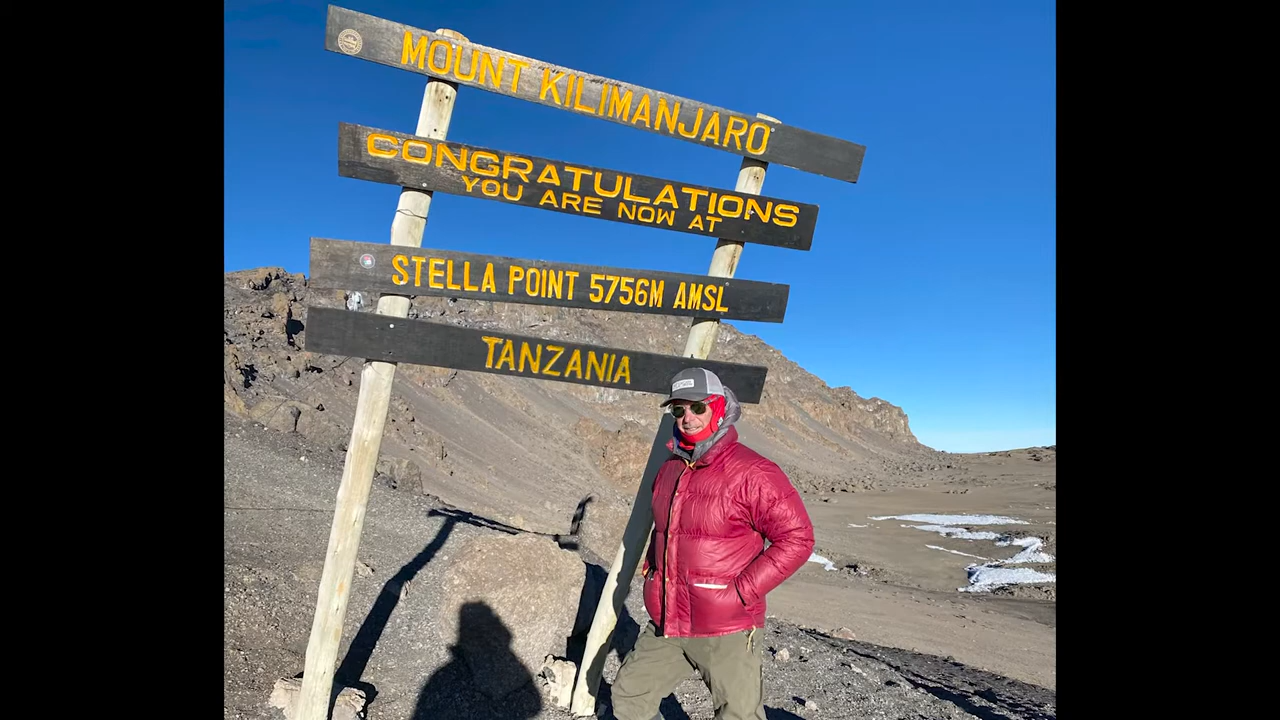 MOUNT KILIMANJARO
CONGRATULATIONS
YOU ARE NOW AT
STELLA POINT 5756M AMSL
TANZANIA